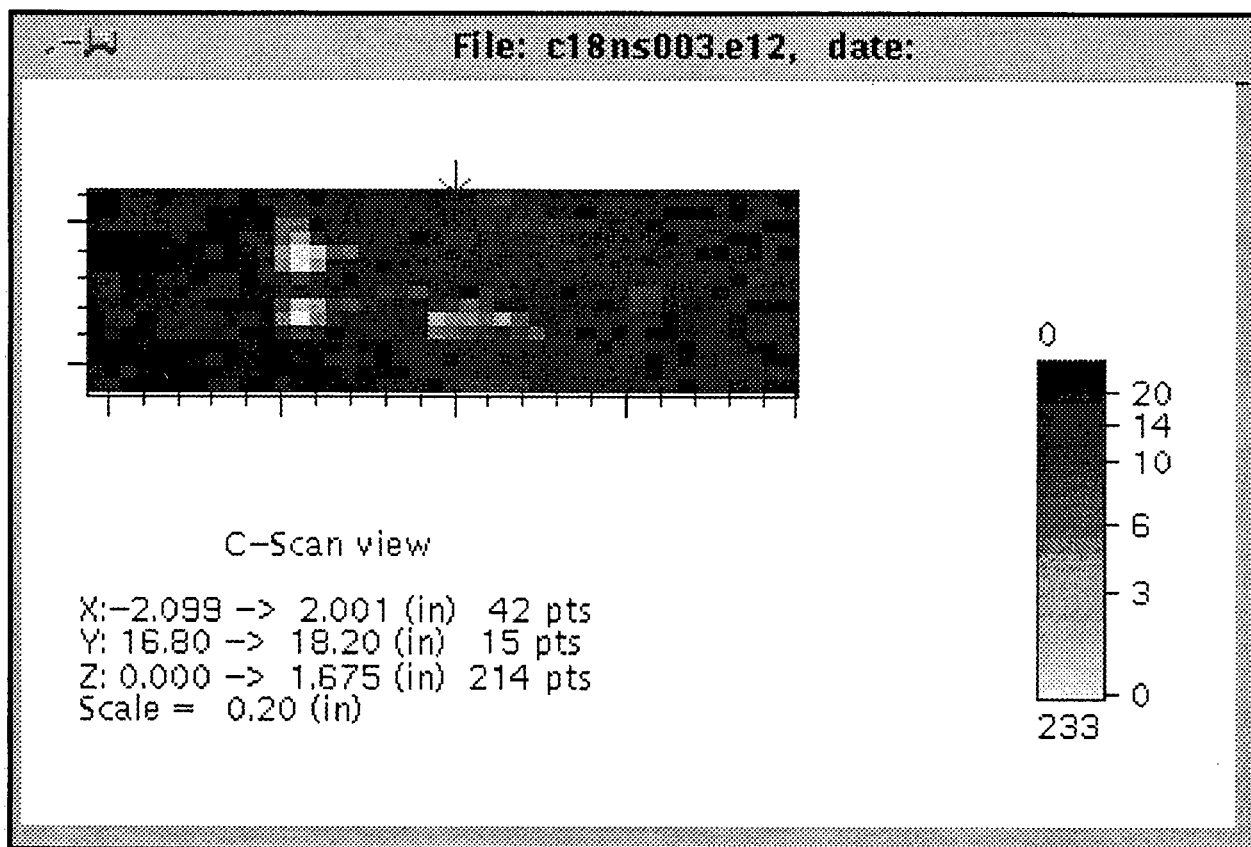 File: c18ns003.e12, date:
0
20
14
10
6
3
0
233
C-Scan view
X:-2.099 -> 2.001 (in) 42 pts
Y: 16.80 -> 18.20 (in) 15 pts
Z: 0.000 -> 1.675 (in) 214 pts
Scale = 0.20 (in)